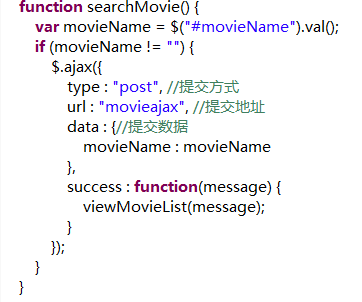 function searchMovie() {
var movieName = $("#movieName").val();
if (movieName != "") {
$.ajax({
type : "post", //提交方式
url : "movieajax", //提交地址
data : {//提交数据
movieName : movieName
},
success : function(message) {
viewMovieList(message);
}
});
}
}